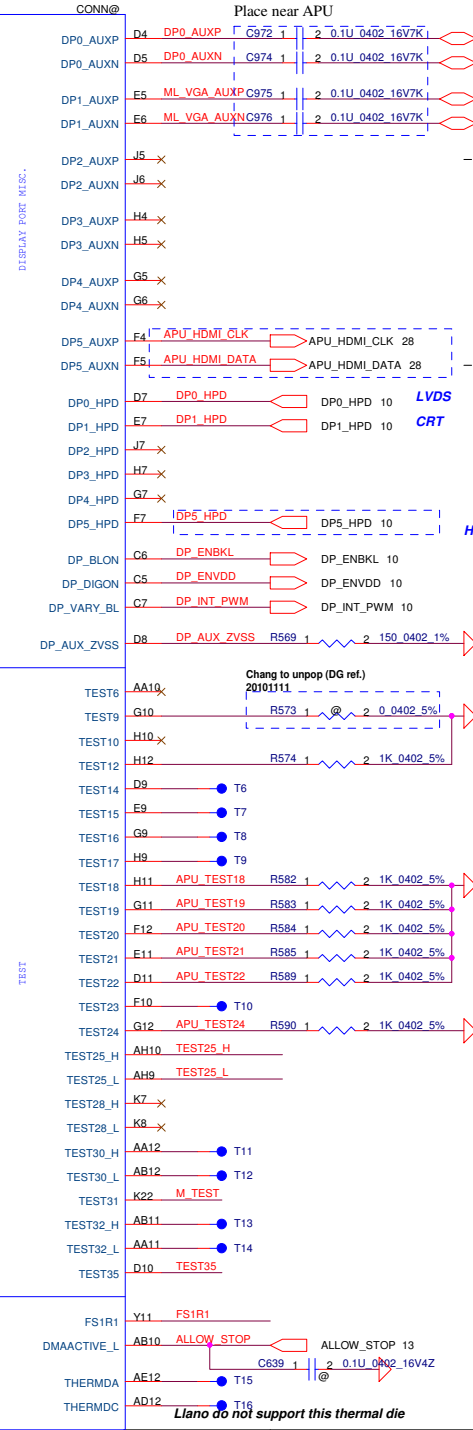 CONN@
Place near APU
DP0_AUXP D4 DP0_AUXP C972 1 2 0.1U_0402_16V7K
DP0_AUXN D5 DP0_AUXN C974 1 2 0.1U_0402_16V7K
DP1_AUXP E5 ML_VGA_AUXP C975 1 2 0.1U_0402_16V7K
DP1_AUXN E6 ML_VGA_AUXN C976 1 2 0.1U_0402_16V7K
DP2_AUXP J5
DP2_AUXN J6
DISPLAY PORT MISC.
DP3_AUXP H4
DP3_AUXN H5
DP4_AUXP G5
DP4_AUXN G6
DP5_AUXP F4 APU_HDMI_CLK APU_HDMI_CLK 28
DP5_AUXN F5 APU_HDMI_DATA APU_HDMI_DATA 28
DP0_HPD D7 DP0_HPD DP0_HPD 10 LVDS
DP1_HPD E7 DP1_HPD DP1_HPD 10 CRT
DP2_HPD J7
DP3_HPD H7
DP4_HPD G7
DP5_HPD F7 DP5_HPD DP5_HPD 10
H
DP_BLON C6 DP_ENBKL DP_ENBKL 10
DP_DIGON C5 DP_ENVDD DP_ENVDD 10
DP_VARY_BL C7 DP_INT_PWM DP_INT_PWM 10
DP_AUX_ZVSS D8 DP_AUX_ZVSS R569 1 2 150_0402_1%
Chang to unpop (DG ref.)
20101111
TEST6 AA10
TEST9 G10 R573 1 @ 2 0_0402_5%
TEST10 H10
TEST12 H12 R574 1 2 1K_0402_5%
TEST14 D9 T6
TEST15 E9 T7
TEST16 G9 T8
TEST17 H9 T9
TEST18 H11 APU_TEST18 R582 1 2 1K_0402_5%
TEST19 G11 APU_TEST19 R583 1 2 1K_0402_5%
TEST20 F12 APU_TEST20 R584 1 2 1K_0402_5%
TEST21 E11 APU_TEST21 R585 1 2 1K_0402_5%
TEST22 D11 APU_TEST22 R589 1 2 1K_0402_5%
TEST
TEST23 F10 T10
TEST24 G12 APU_TEST24 R590 1 2 1K_0402_5%
TEST25_H AH10 TEST25_H
TEST25_L AH9 TEST25_L
TEST28_H K7
TEST28_L K8
TEST30_H AA12 T11
TEST30_L AB12 T12
TEST31 K22 M_TEST
TEST32_H AB11 T13
TEST32_L AA11 T14
TEST35 D10 TEST35
FS1R1 Y11 FS1R1
DMAACTIVE_L AB10 ALLOW_STOP ALLOW_STOP 13
C639 1 2 0.1U_0402_16V4Z
@
THERMDA AE12 T15
THERMDC AD12 T16
Llano do not support this thermal die